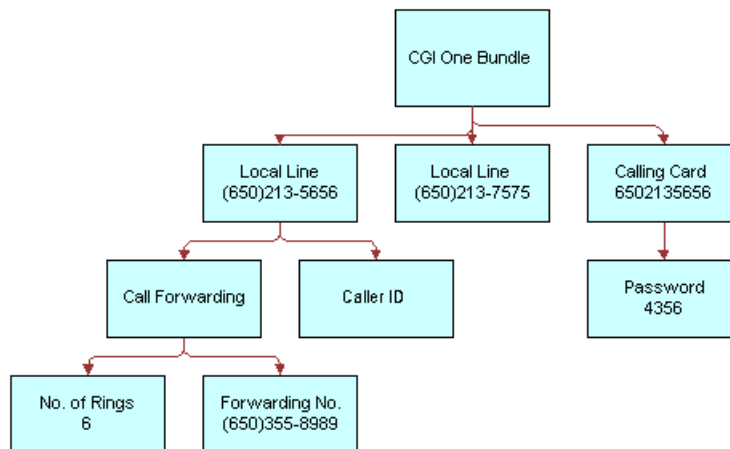 CGI One Bundle
Local Line
(650)213-5656
Local Line
(650)213-7575
Calling Card
6502135656
Call Forwarding
Caller ID
Password
4356
No. of Rings
6
Forwarding No.
(650)355-8989